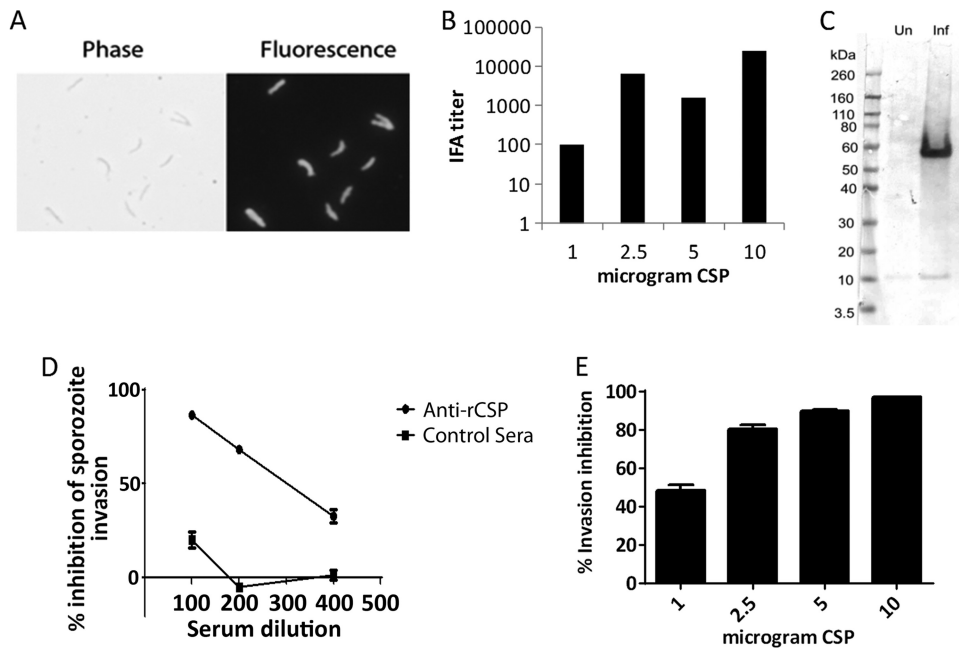 A
Phase
Fluorescence
B
100000
10000
1000
100
10
1
IFA titer
1
2.5
5
10
microgram CSP
C
Un
Inf
kDa
260
160
110
80
60
50
40
30
20
10
3.5
D
100
50
0
% inhibition of sporozoite
invasion
100
200
300
400
500
Serum dilution
Anti-rCSP
Control Sera
E
100
80
60
40
20
0
% Invasion inhibition
1
2.5
5
10
microgram CSP